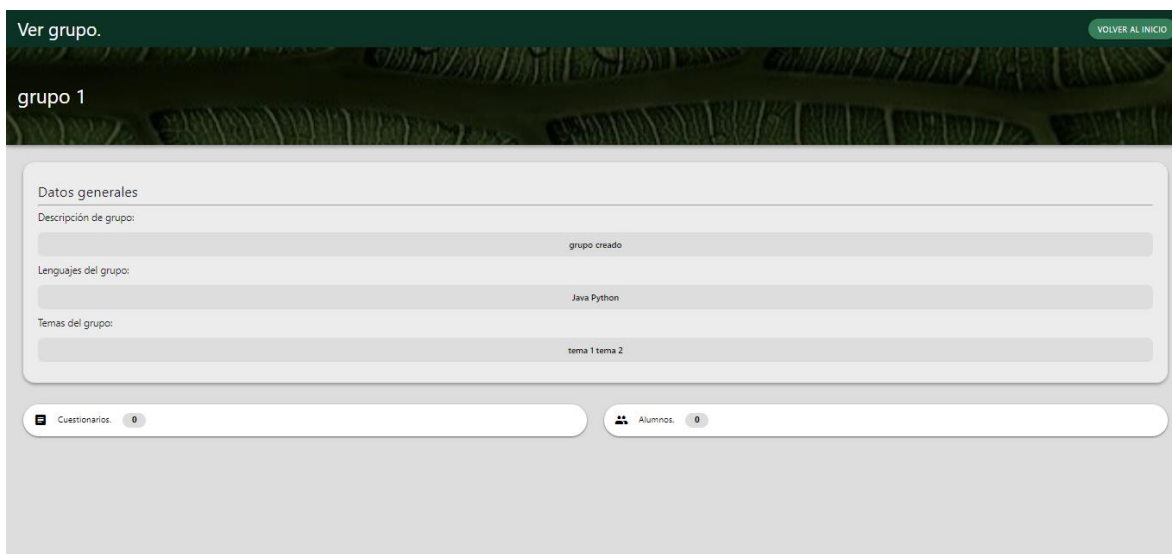 Ver grupo.
VOLVER AL INICIO
grupo 1
Datos generales
Descripción de grupo:
grupo creado
Lenguajes del grupo:
Java Python
Temas del grupo:
tema 1 tema 2
Cuestionarios. 0
Alumnos. 0